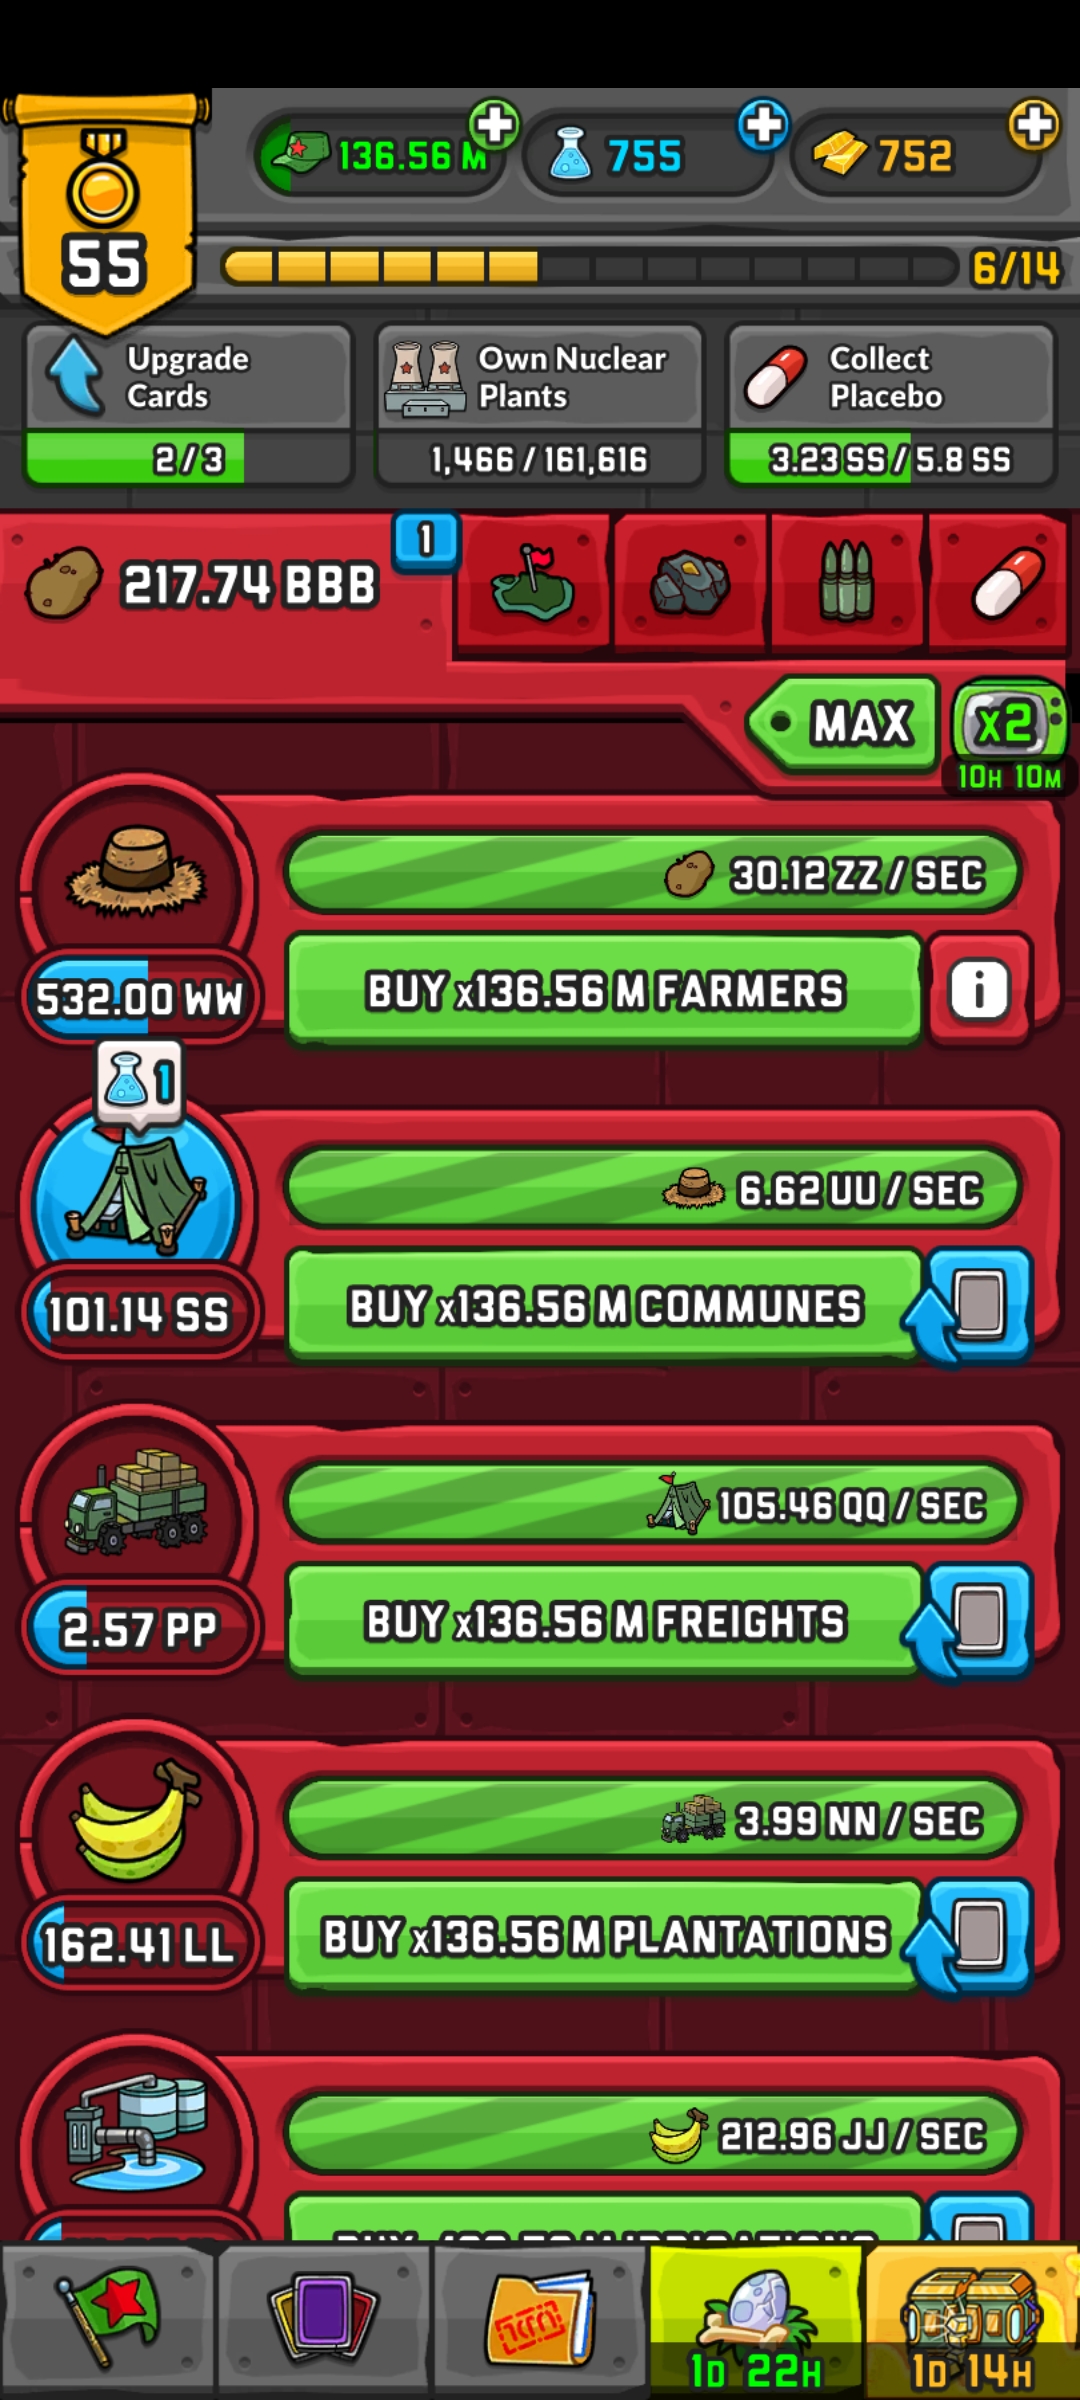 136.56 M
755
752
55
6/14
Upgrade
Cards
2/3
Own Nuclear
Plants
1,466 / 161,616
Collect
Placebo
3.23 SS / 5.8 SS
217.74 BBB
1
MAX
x2
10H 10M
30.12 ZZ / SEC
532.00 WW
BUY x136.56 M FARMERS
i
1
6.62 UU / SEC
101.14 SS
BUY x136.56 M COMMUNES
105.46 QQ / SEC
2.57 PP
BUY x136.56 M FREIGHTS
3.99 NN / SEC
162.41 LL
BUY x136.56 M PLANTATIONS
212.96 JJ / SEC
1D 22H
1D 14H